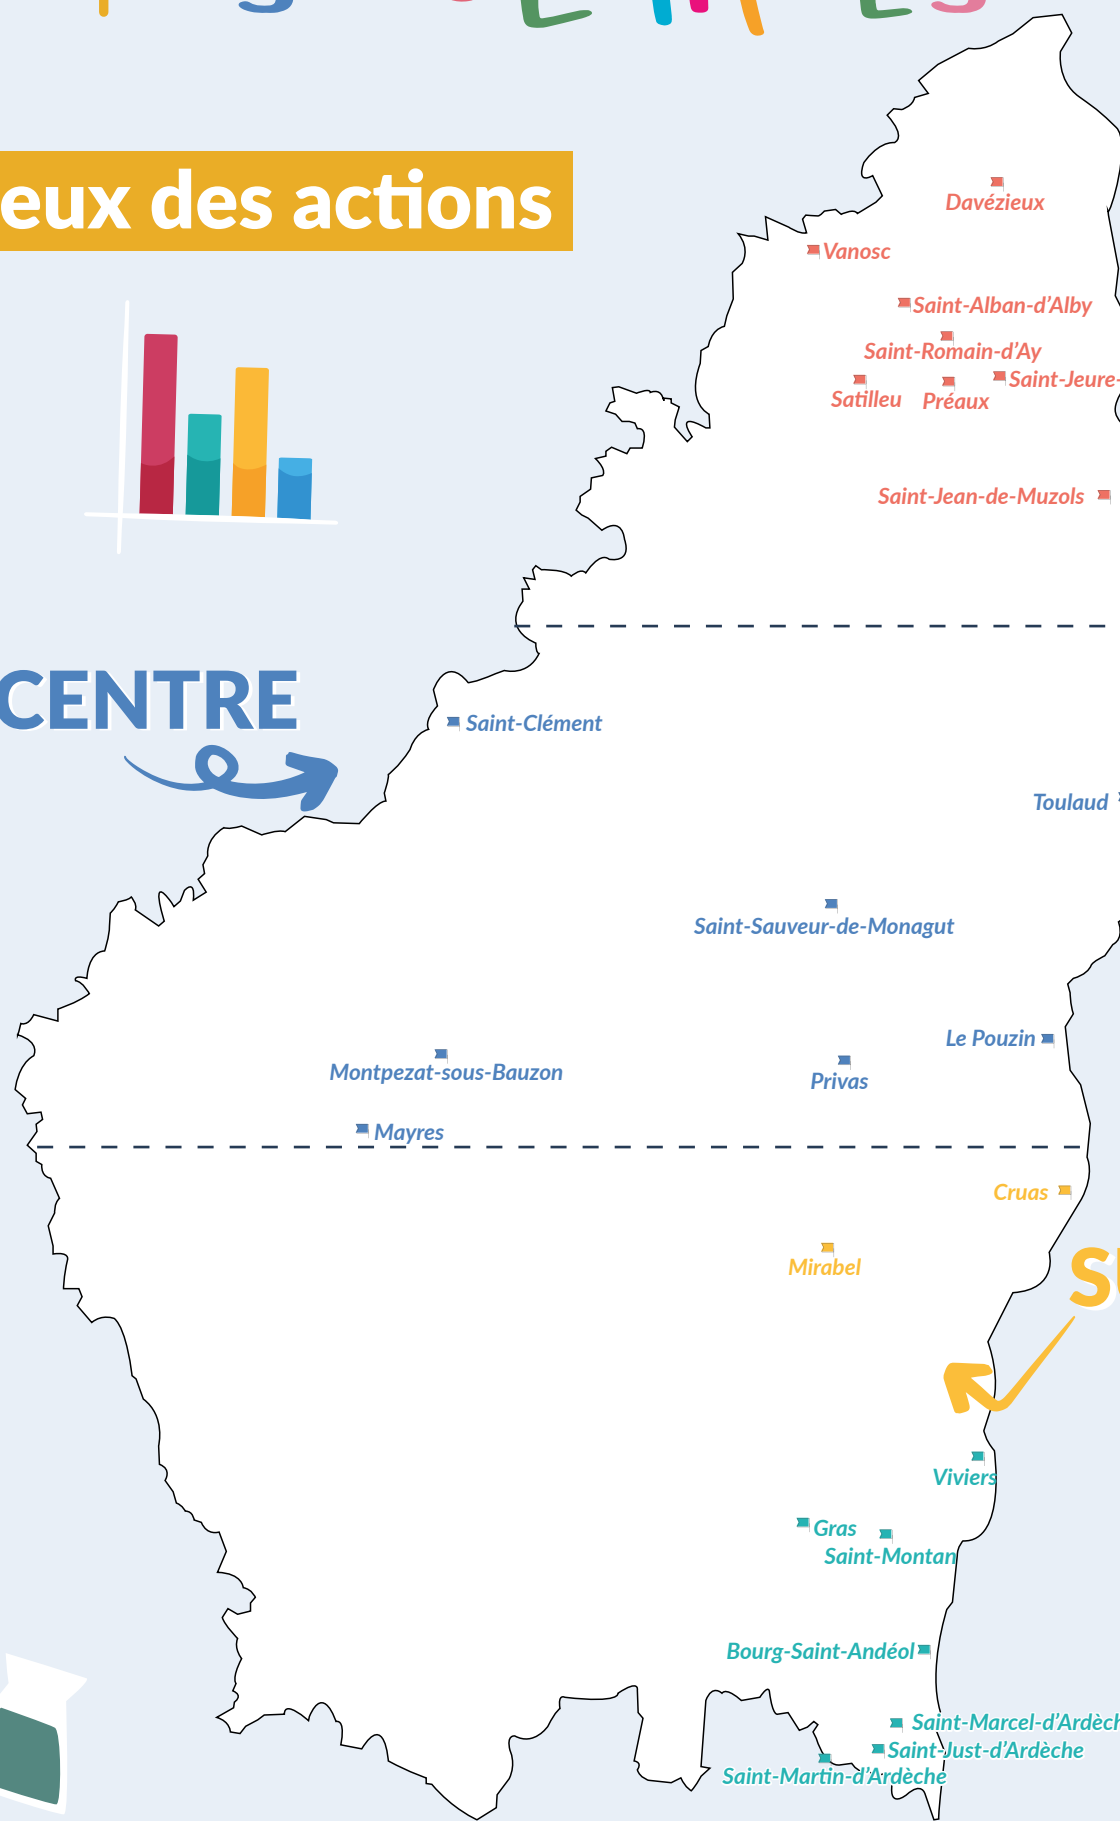 eux des actions
Davézieux
Vanosc
Saint-Alban-d'Alby
Saint-Romain-d'Ay
Saint-Jeure-
Satilleu
Préaux
Saint-Jean-de-Muzols
CENTRE
Saint-Clément
Toulaud
Saint-Sauveur-de-Monagut
Le Pouzin
Montpezat-sous-Bauzon
Privas
Mayres
Cruas
Mirabel
Viviers
Gras
Saint-Montan
Bourg-Saint-Andéol
Saint-Marcel-d'Ardèch
Saint-Just-d'Ardèche
Saint-Martin-d'Ardèche